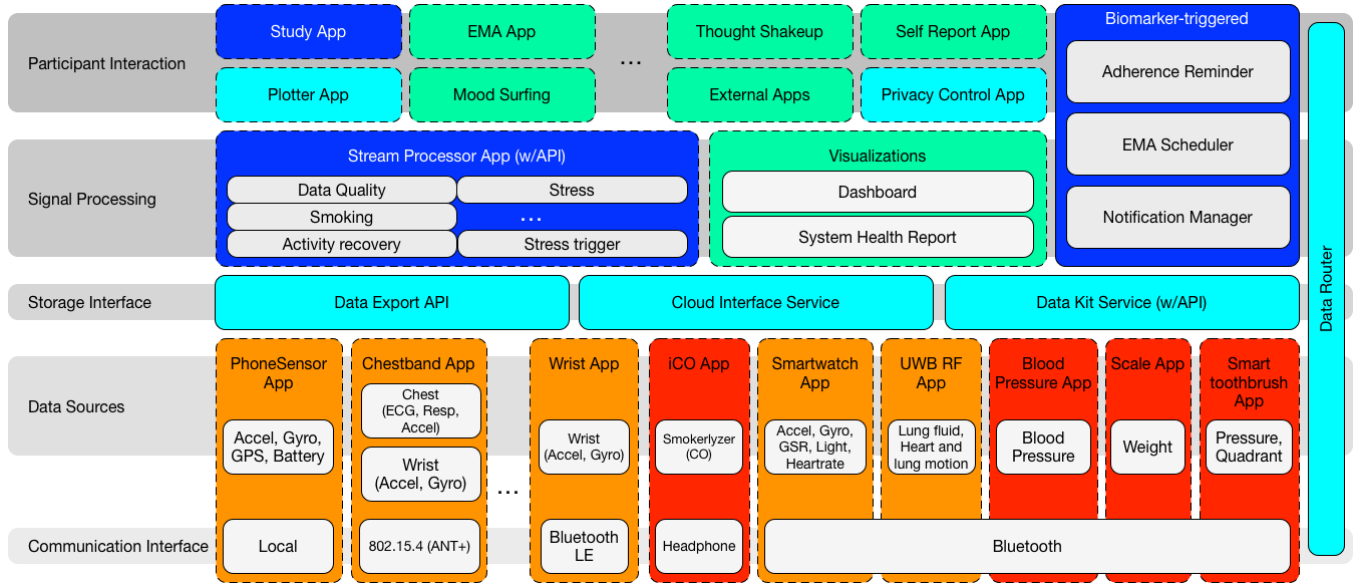 Participant Interaction
Study App
EMA App
...
Thought Shakeup
Self Report App
Biomarker-triggered
Plotter App
Mood Surfing
External Apps
Privacy Control App
Adherence Reminder
EMA Scheduler
Notification Manager
Signal Processing
Stream Processor App (w/API)
Data Quality
Stress
Smoking
...
Activity recovery
Stress trigger
Visualizations
Dashboard
System Health Report
Storage Interface
Data Export API
Cloud Interface Service
Data Kit Service (w/API)
Data Router
Data Sources
PhoneSensor
App
Accel, Gyro,
GPS, Battery
Chestband App
Chest
(ECG, Resp,
Accel)
Wrist
(Accel, Gyro)
...
Wrist App
Wrist
(Accel, Gyro)
iCO App
Smokerlyzer
(CO)
Smartwatch
App
Accel, Gyro,
GSR, Light,
Heartrate
UWB RF
App
Lung fluid,
Heart and
lung motion
Blood
Pressure App
Blood
Pressure
Scale App
Weight
Smart
toothbrush
App
Pressure,
Quadrant
Communication Interface
Local
802.15.4 (ANT+)
Bluetooth
LE
Headphone
Bluetooth